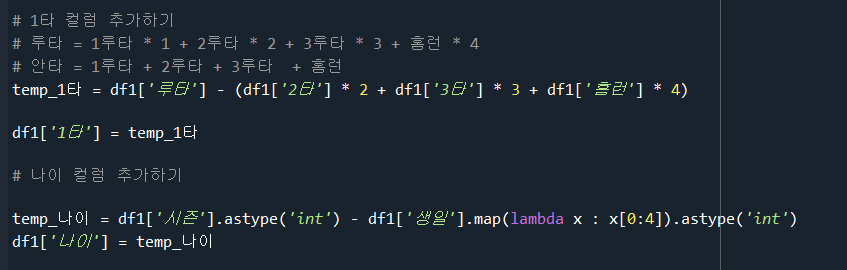 # 1타 컬럼 추가하기
# 루타 = 1루타 * 1 + 2루타 * 2 + 3루타 * 3 + 홈런 * 4
# 안타 = 1루타 + 2루타 + 3루타  + 홈런
temp_1타 = df1['루타'] - (df1['2타'] * 2 + df1['3타'] * 3 + df1['홈런'] * 4)
df1['1타'] = temp_1타
# 나이 컬럼 추가하기
temp_나이 = df1['시즌'].astype('int') - df1['생일'].map(lambda x : x[0:4]).astype('int')
df1['나이'] = temp_나이